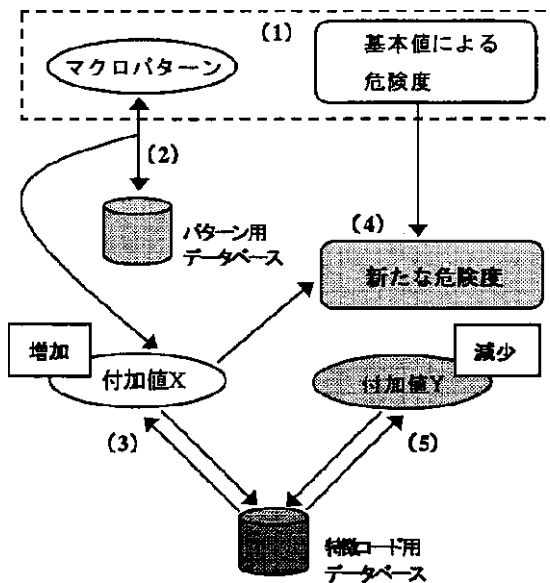 (1)
マクロパターン
基本値による
危険度
(2)
パターン用
データベース
(4)
新たな危険度
増加
付加値X
減少
付加値Y
(3)
(5)
特徴コード用
データベース